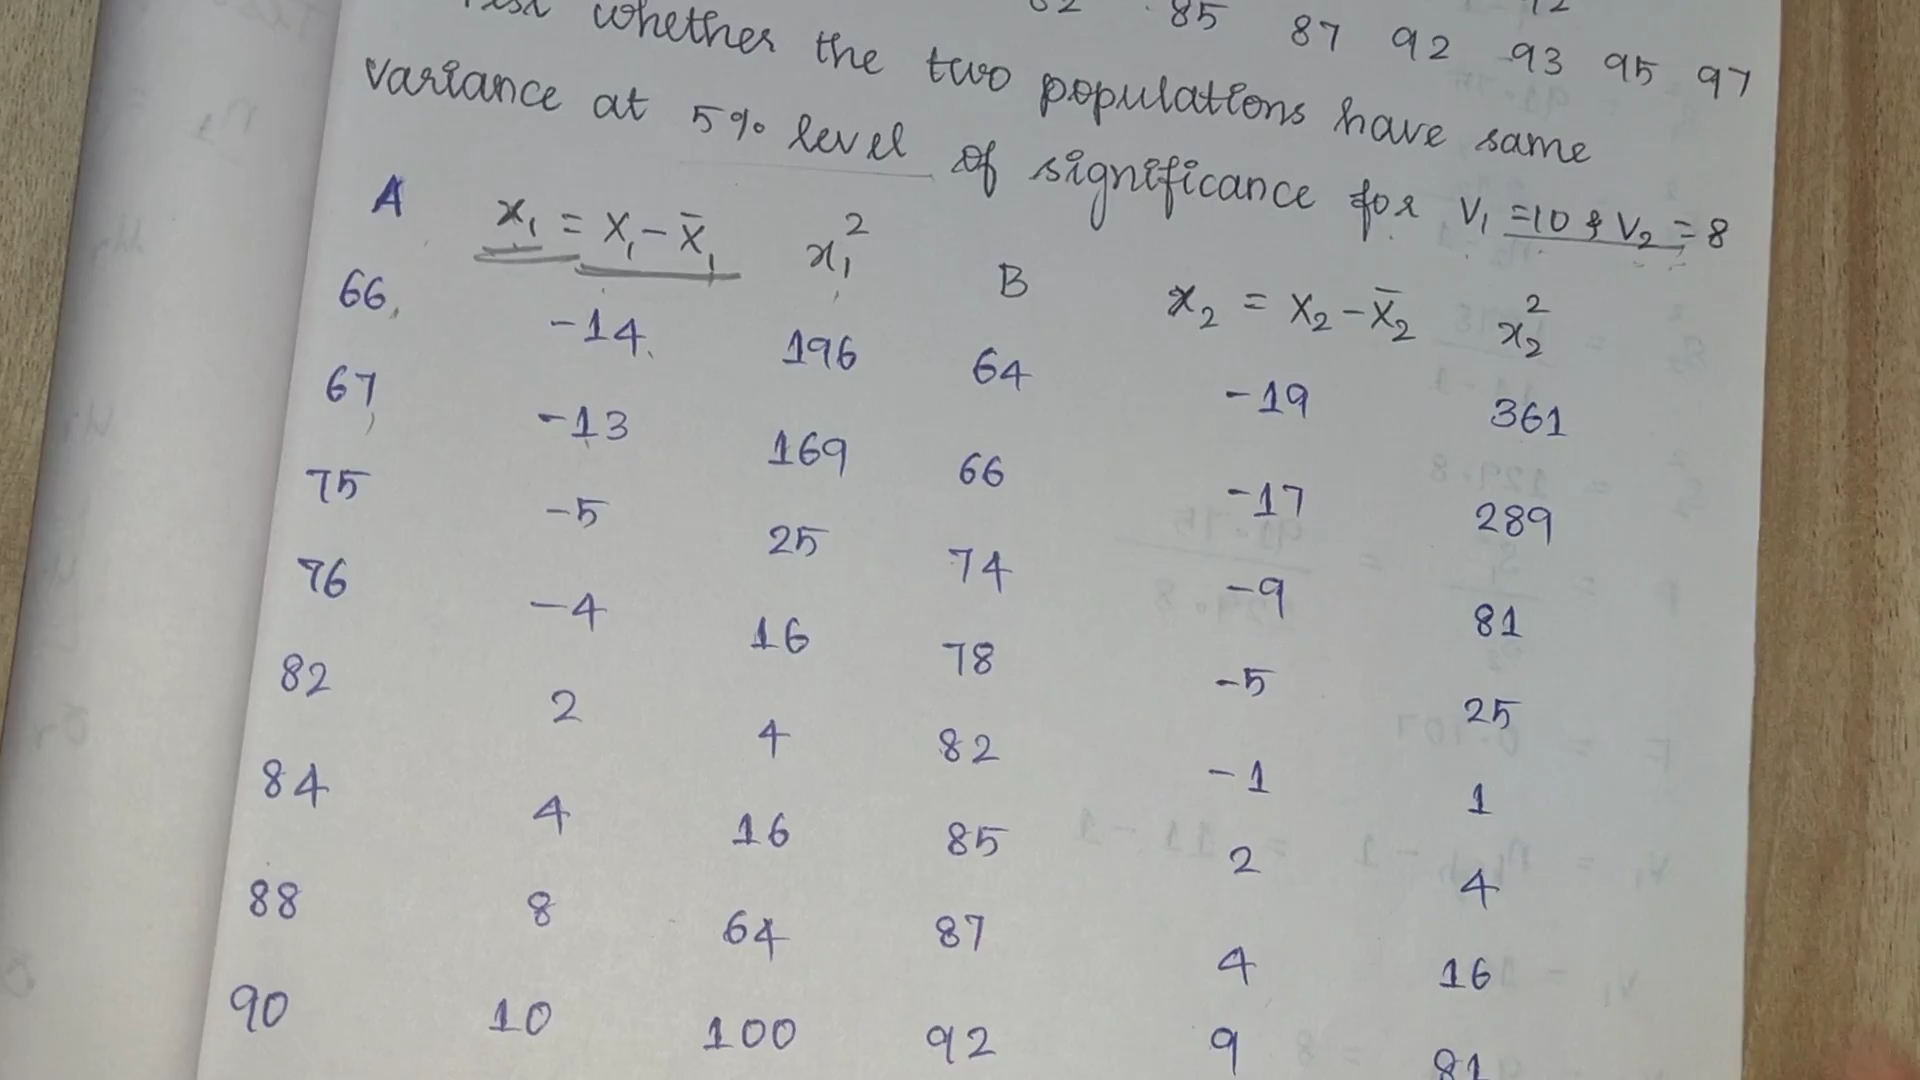 85 87 92 93 95 97
whether the two populations have same
variance at 5% level of significance for V₁ = 10 & V₂ = 8
A x₁ = X₁ - X̄₁ x₁² B x₂ = X₂ - X̄₂ x₂²
66 -14 196 64 -19 361
67 -13 169 66 -17 289
75 -5 25 74 -9 81
76 -4 16 78 -5 25
82 2 4 82 -1 1
84 4 16 85 2 4
88 8 64 87 4 16
90 10 100 92 9 81